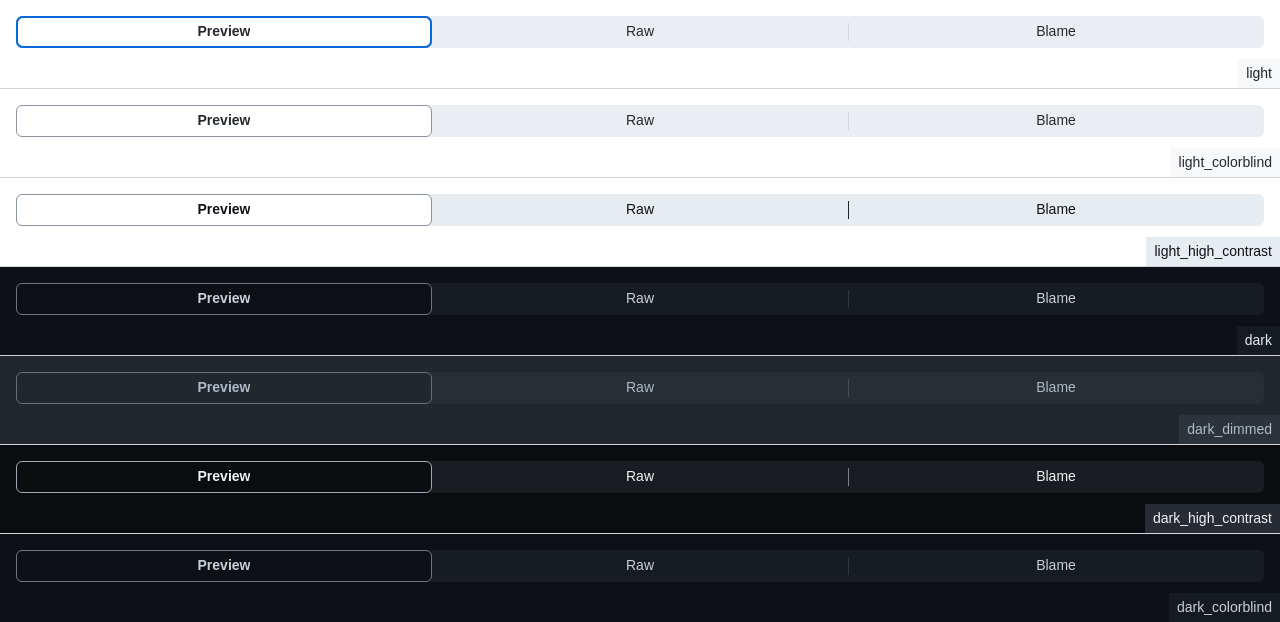 Preview Raw Blame
light
Preview Raw Blame
light_colorblind
Preview Raw Blame
light_high_contrast
Preview Raw Blame
dark
Preview Raw Blame
dark_dimmed
Preview Raw Blame
dark_high_contrast
Preview Raw Blame
dark_colorblind